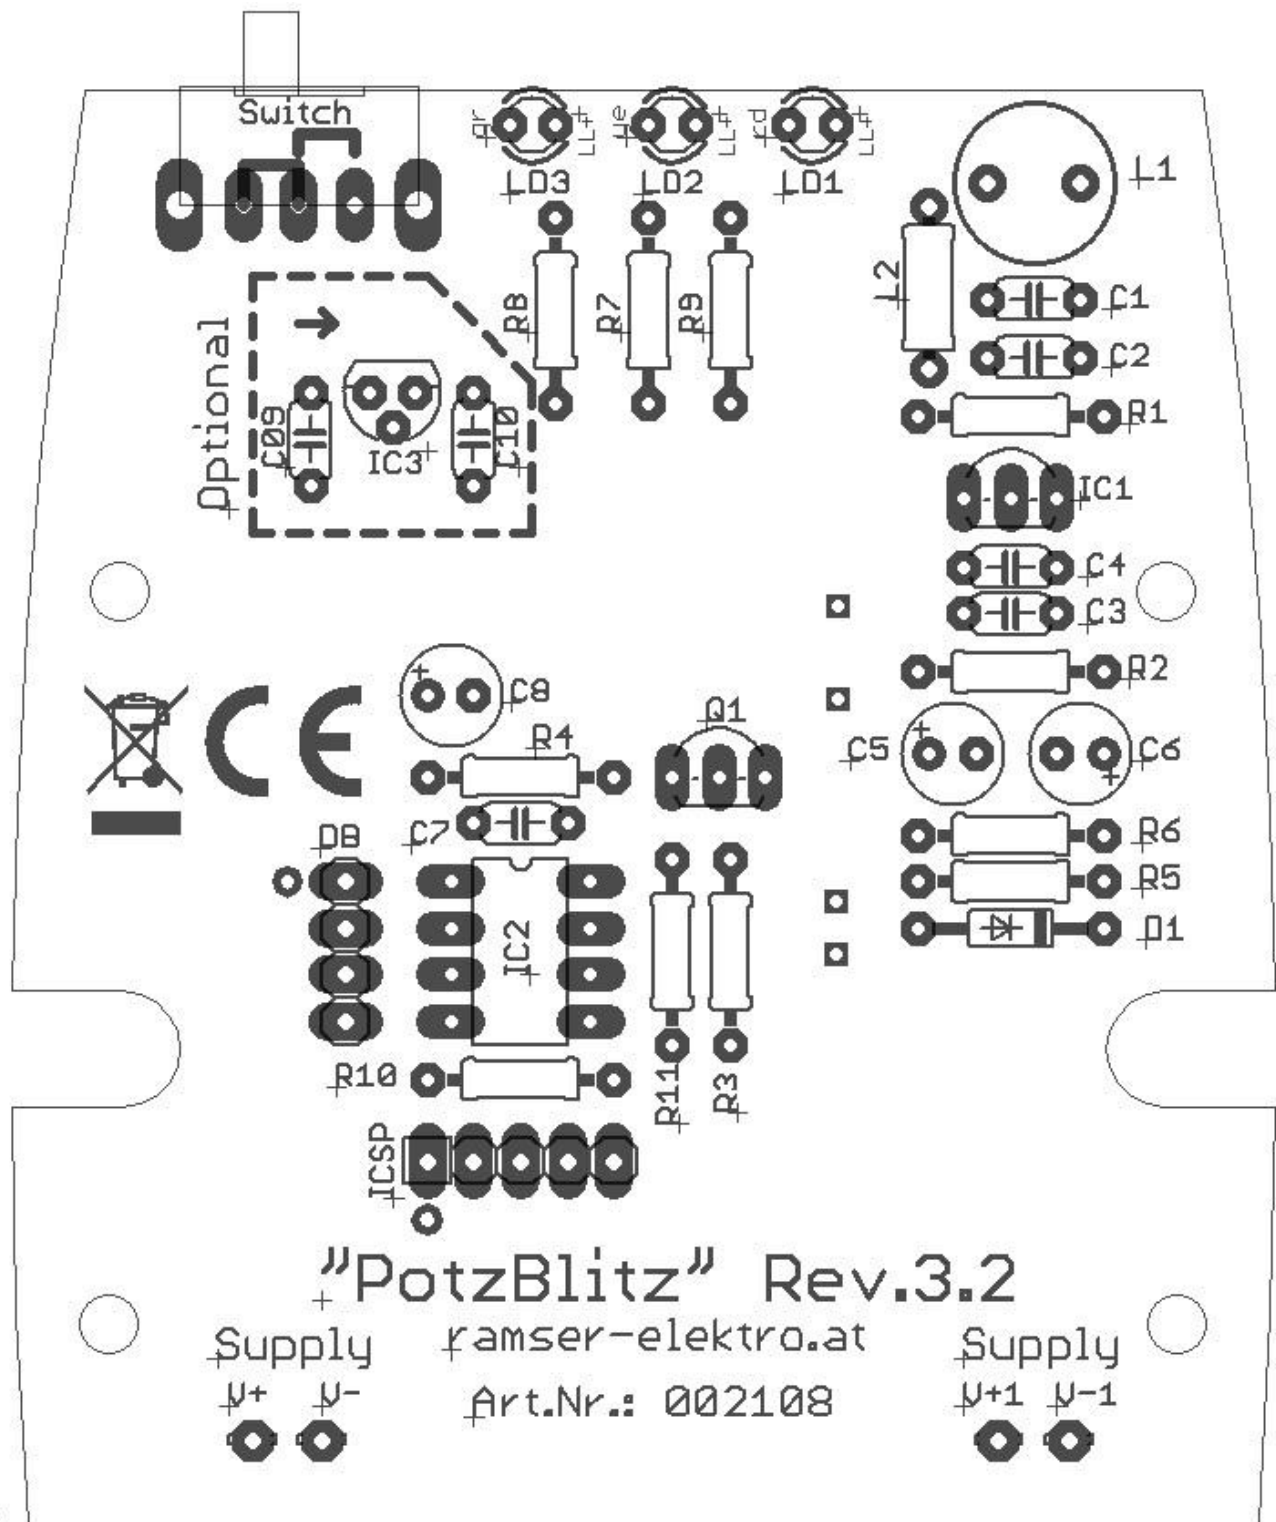 Switch
gr
ye
rd
LL+
LL+
LL+
LD3
LD2
LD1
L1
L2
R8
R7
R9
C1
C2
R1
Optional
C09
IC3
C10
IC1
C4
C3
R2
C8
Q1
R4
C5
C6
CE
C7
DB
R6
R5
IC2
D1
R10
R11
R3
ICSP
"PotzBlitz" Rev.3.2
ramser-elektro.at
Supply
Supply
V+
V-
Art.Nr.: 002108
V+1
V-1